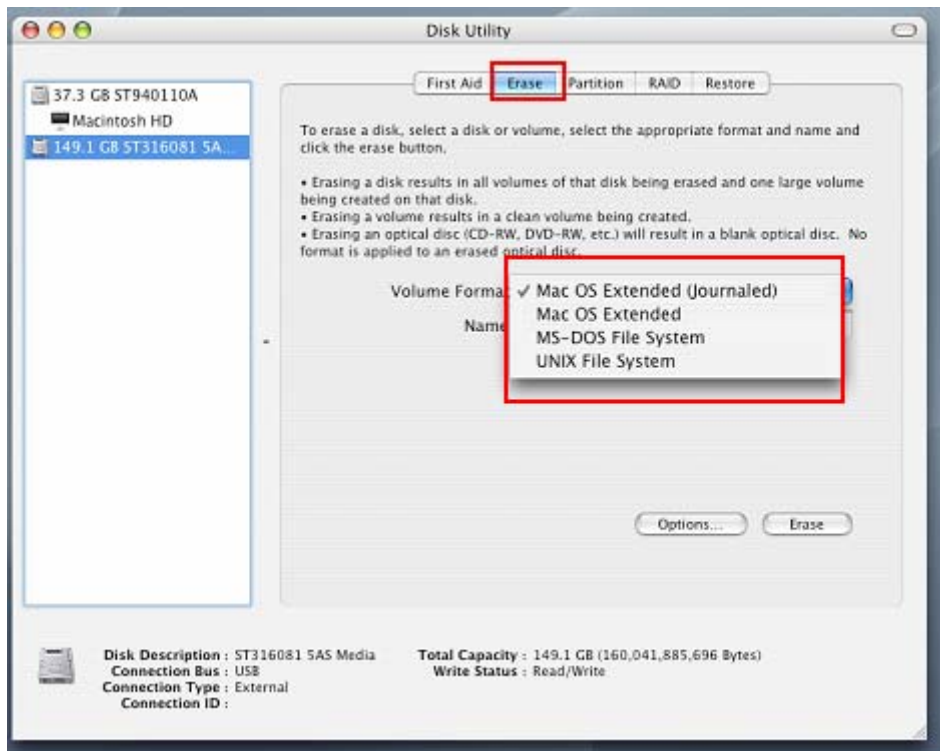 Disk Utility
37.3 GB ST940110A
Macintosh HD
149.1 GB ST316081 5A...
First Aid Erase Partition RAID Restore
To erase a disk, select a disk or volume, select the appropriate format and name and
click the erase button.
• Erasing a disk results in all volumes of that disk being erased and one large volume
being created on that disk.
• Erasing a volume results in a clean volume being created.
• Erasing an optical disc (CD-RW, DVD-RW, etc.) will result in a blank optical disc. No
format is applied to an erased optical disc.
Volume Format
✓ Mac OS Extended (Journaled)
Mac OS Extended
Name
MS-DOS File System
UNIX File System
Options... Erase
Disk Description : ST316081 5AS Media
Connection Bus : USB
Connection Type : External
Connection ID :
Total Capacity : 149.1 GB (160,041,885,696 Bytes)
Write Status : Read/Write